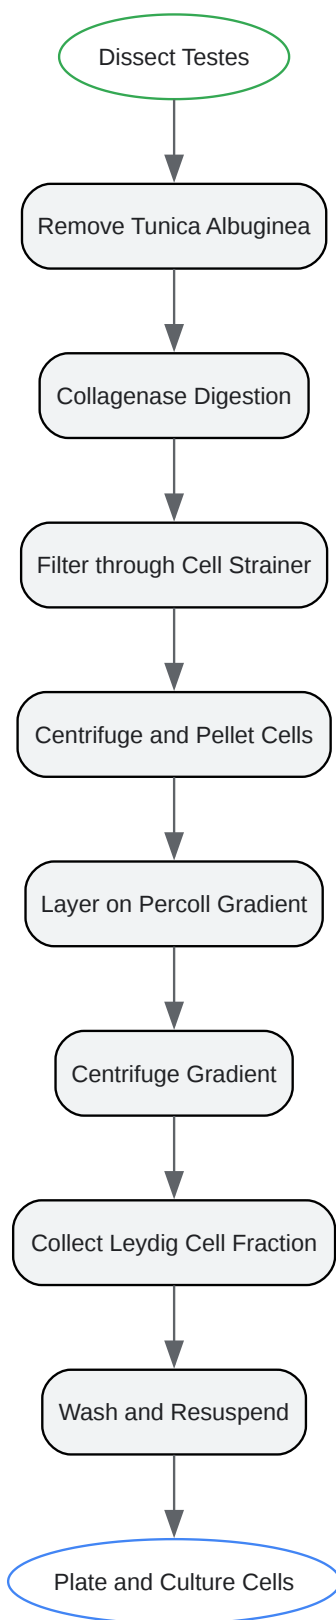 Dissect Testes
Remove Tunica Albuginea
Collagenase Digestion
Filter through Cell Strainer
Centrifuge and Pellet Cells
Layer on Percoll Gradient
Centrifuge Gradient
Collect Leydig Cell Fraction
Wash and Resuspend
Plate and Culture Cells